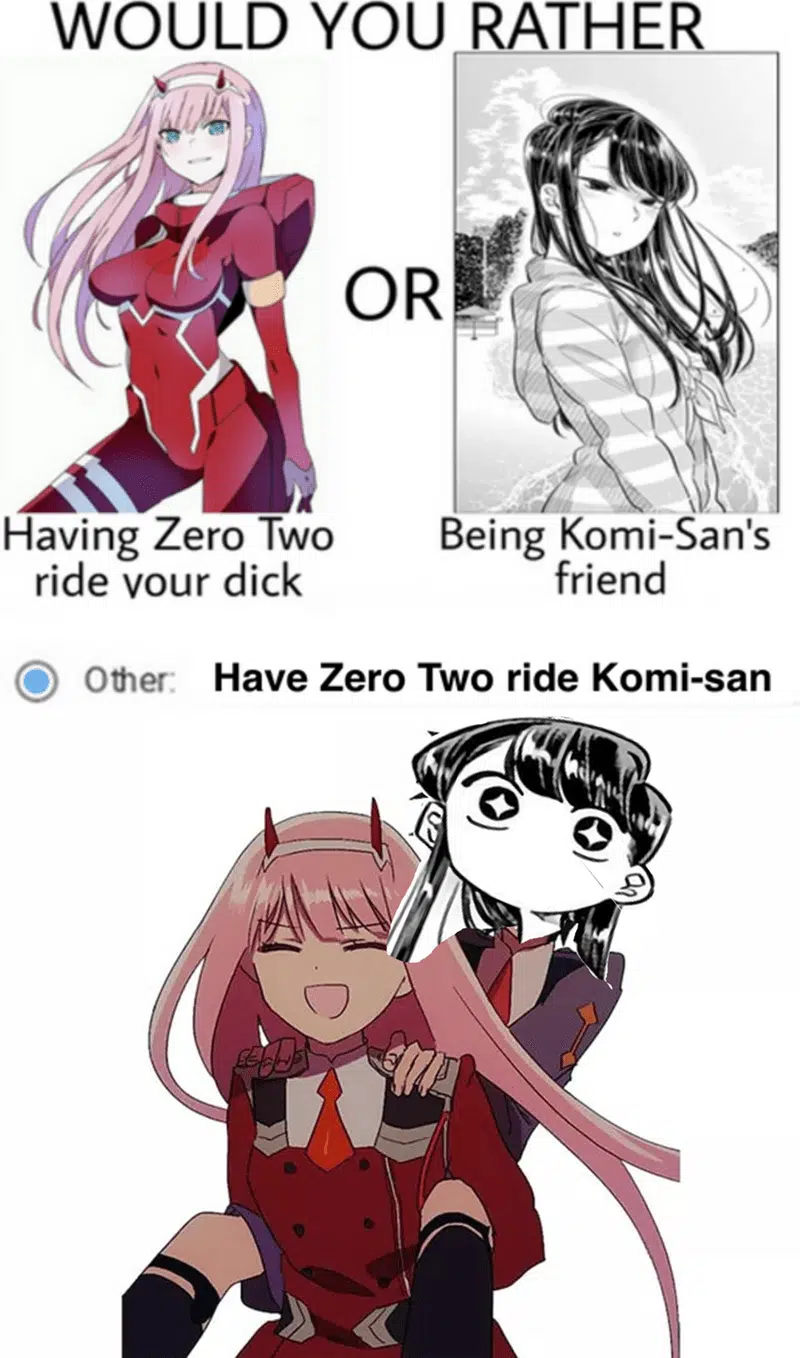 WOULD YOU RATHER
OR
Having Zero Two
ride your dick
Being Komi-San's
friend
Other: Have Zero Two ride Komi-san